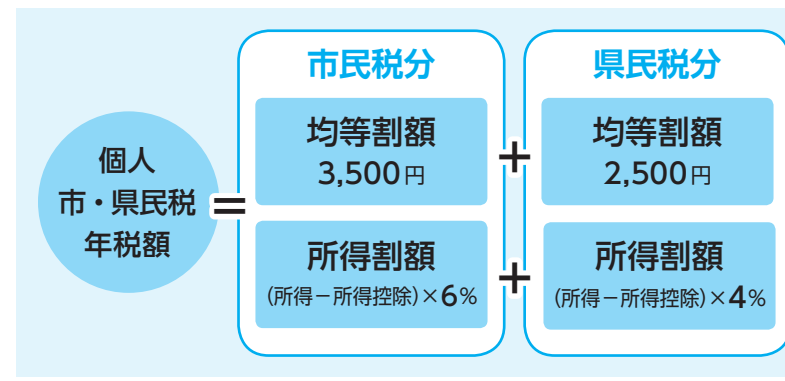 個人
市・県民税
年税額
=
市民税分
均等割額
3,500円
所得割額
(所得－所得控除)×6%
+
+
県民税分
均等割額
2,500円
所得割額
(所得－所得控除)×4%